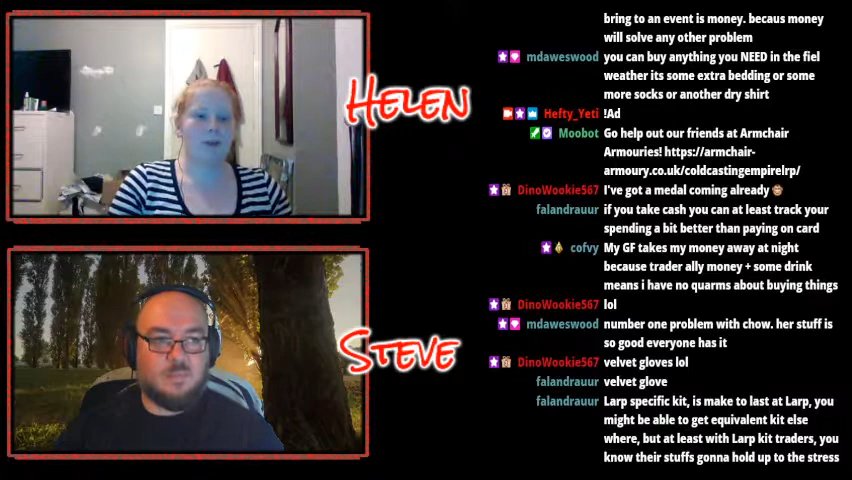 HELEN
STEVE
bring to an event is money. becaus money
will solve any other problem
mdaweswood you can buy anything you NEED in the fiel
weather its some extra bedding or some
more socks or another dry shirt
Hefty_Yeti !Ad
Moobot Go help out our friends at Armchair
Armouries! https://armchair-
armoury.co.uk/coldcastingempirelrp/
DinoWookie567 I've got a medal coming already
falandrauur if you take cash you can at least track your
spending a bit better than paying on card
cofvy My GF takes my money away at night
because trader ally money + some drink
means i have no quarms about buying things
DinoWookie567 lol
mdaweswood number one problem with chow. her stuff is
so good everyone has it
DinoWookie567 velvet gloves lol
falandrauur velvet glove
falandrauur Larp specific kit, is make to last at Larp, you
might be able to get equivalent kit else
where, but at least with Larp kit traders, you
know their stuffs gonna hold up to the stress